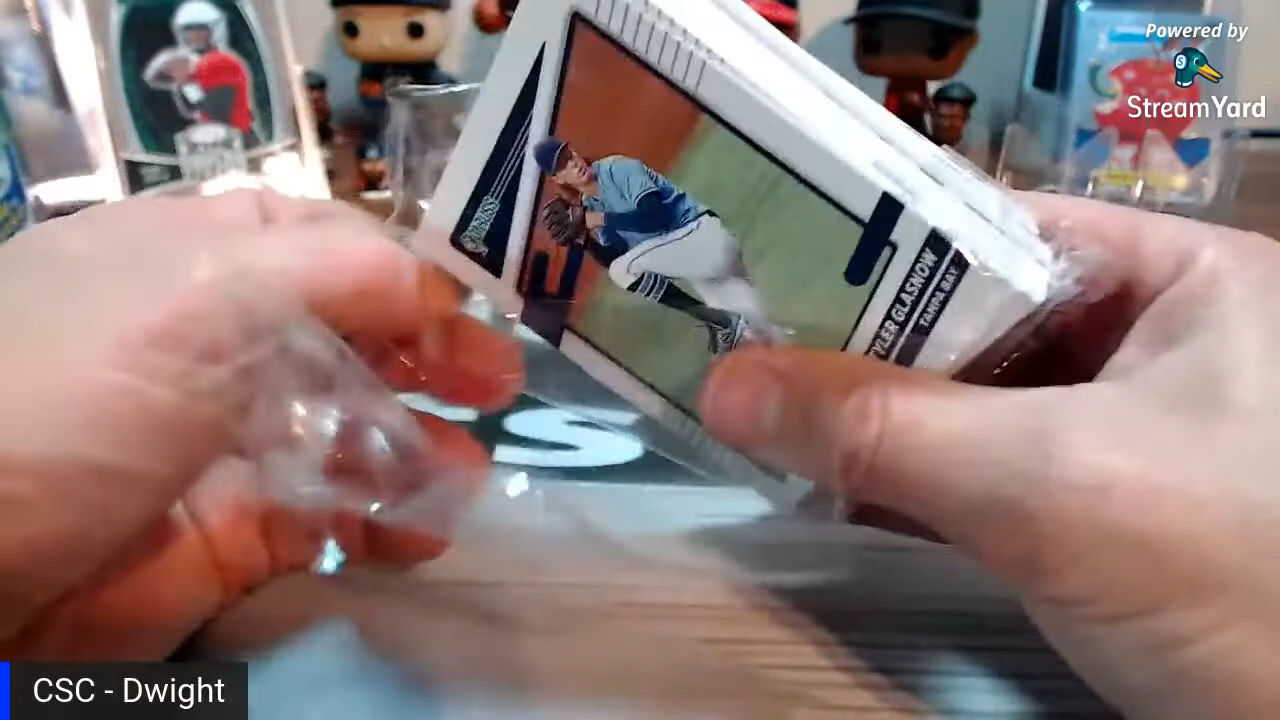 Powered by
StreamYard
TYLER GLASNOW
TAMPA BAY
S
CSC - Dwight